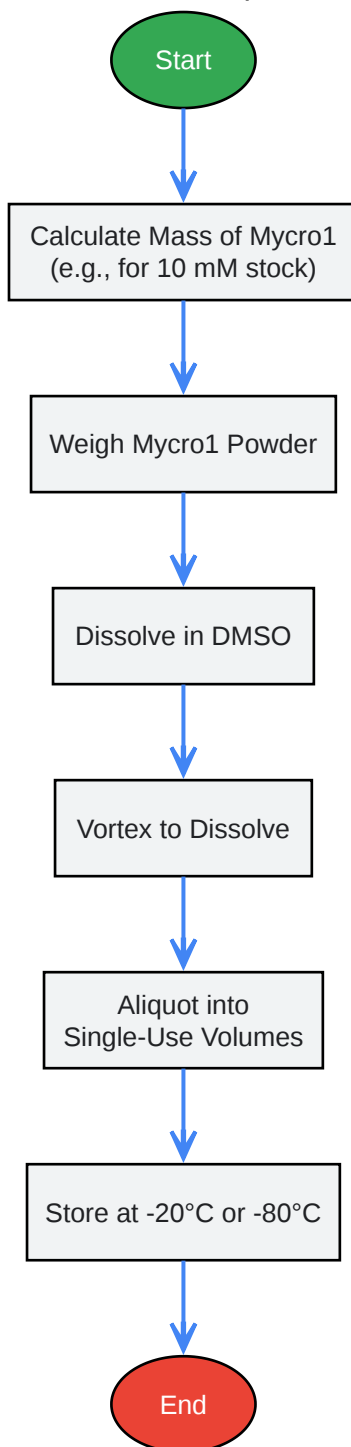 Start
Calculate Mass of Mycro1
(e.g., for 10 mM stock)
Weigh Mycro1 Powder
Dissolve in DMSO
Vortex to Dissolve
Aliquot into
Single-Use Volumes
Store at -20°C or -80°C
End